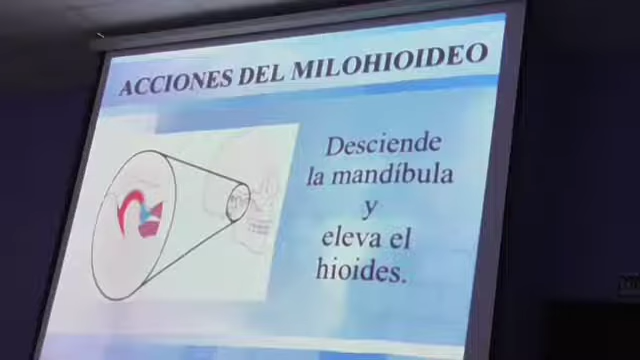 ACCIONES DEL MILOHIOIDEO
Desciende
la mandíbula
y
eleva el
hioides.